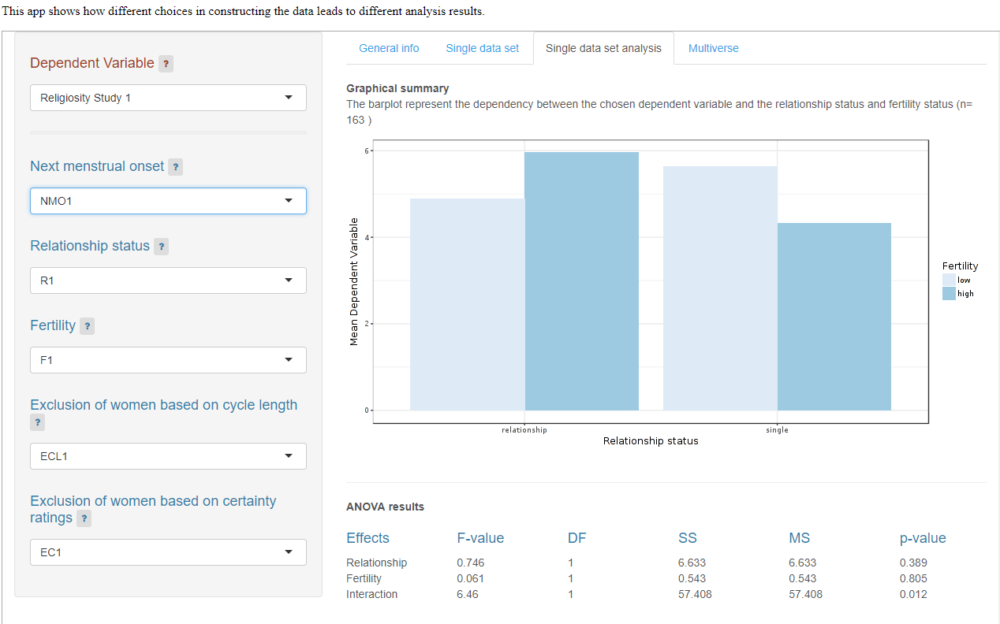 This app shows how different choices in constructing the data leads to different analysis results.
Dependent Variable ?
Religiosity Study 1
Next menstrual onset ?
NMO1
Relationship status ?
R1
Fertility ?
F1
Exclusion of women based on cycle length
?
ECL1
Exclusion of women based on certainty
ratings ?
EC1
General info Single data set Single data set analysis Multiverse
Graphical summary
The barplot represent the dependency between the chosen dependent variable and the relationship status and fertility status (n=
163 )
Mean Dependent Variable
6
4
2
0
relationship single
Relationship status
Fertility
low
high
ANOVA results
Effects F-value DF SS MS p-value
Relationship 0.746 1 6.633 6.633 0.389
Fertility 0.061 1 0.543 0.543 0.805
Interaction 6.46 1 57.408 57.408 0.012